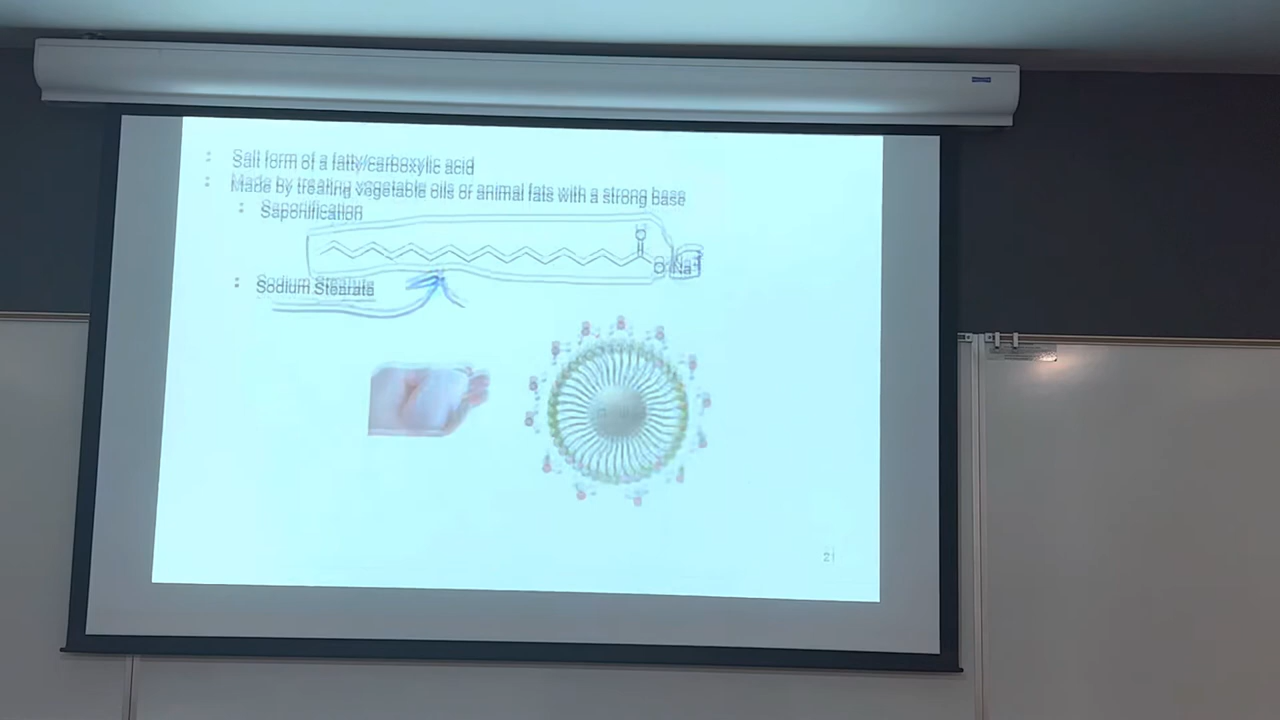 Salt form of a fatty/carboxylic acid
Made by treating vegetable oils or animal fats with a strong base
Saponification
O
O Na
Sodium Stearate
21